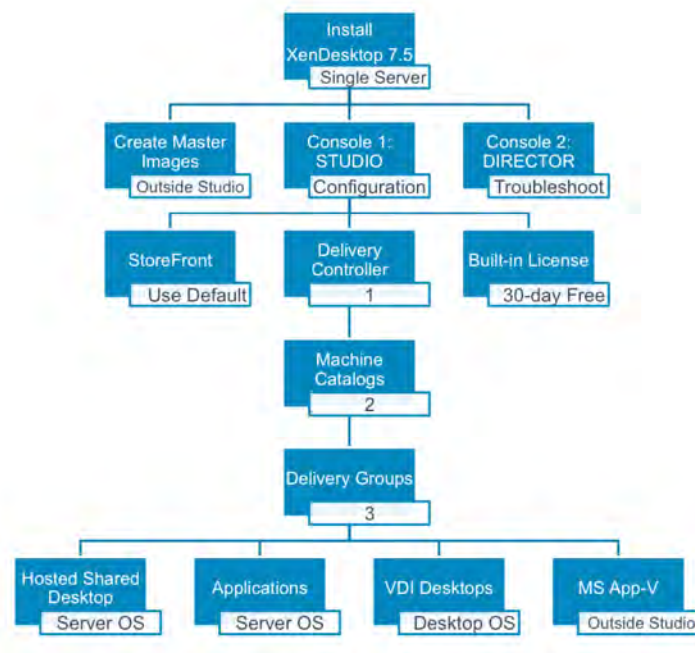 Install
XenDesktop 7.5
Single Server
Create Master
Images
Outside Studio
Console 1:
STUDIO
Configuration
Console 2:
DIRECTOR
Troubleshoot
StoreFront
Use Default
Delivery
Controller
1
Built-in License
30-day Free
Machine
Catalogs
2
Delivery Groups
3
Hosted Shared
Desktop
Server OS
Applications
Server OS
VDI Desktops
Desktop OS
MS App-V
Outside Studio